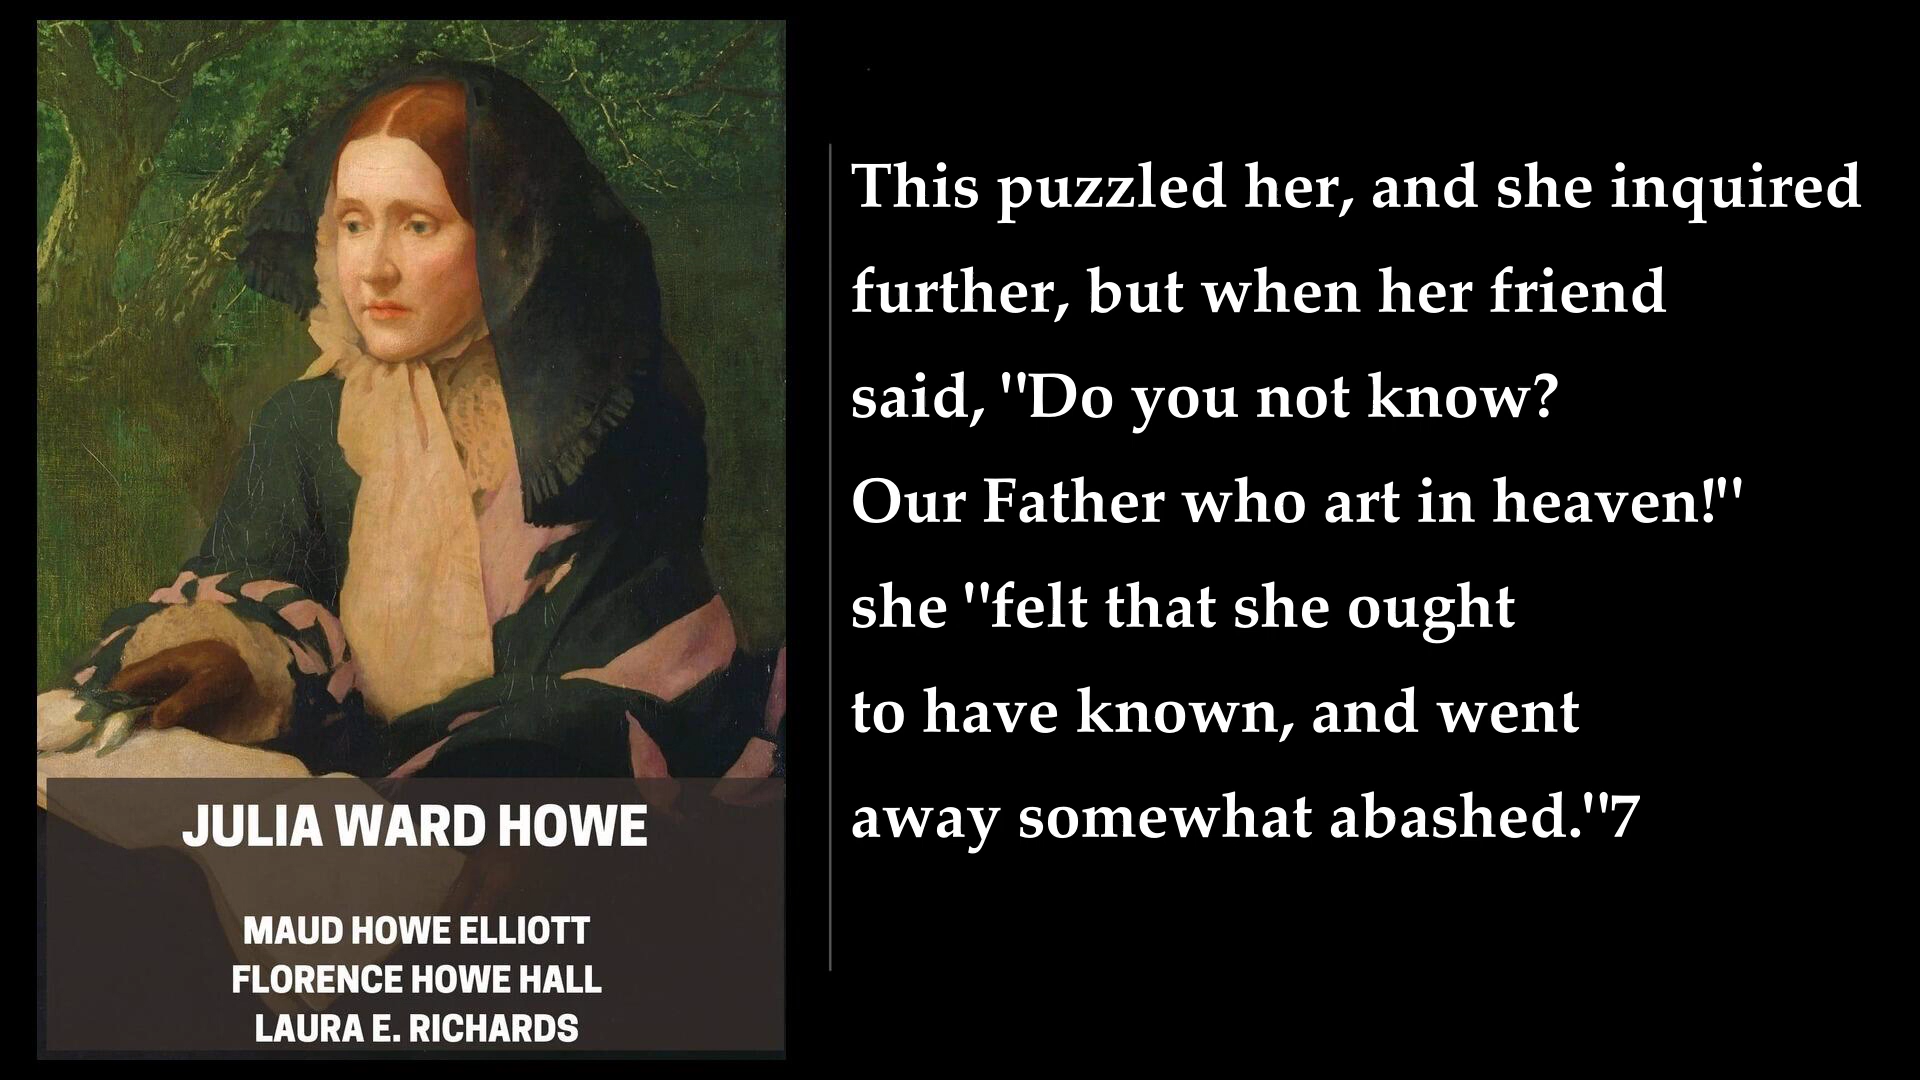 JULIA WARD HOWE
MAUD HOWE ELLIOTT
FLORENCE HOWE HALL
LAURA E. RICHARDS
This puzzled her, and she inquired
further, but when her friend
said, "Do you not know?
Our Father who art in heaven!"
she "felt that she ought
to have known, and went
away somewhat abashed."7